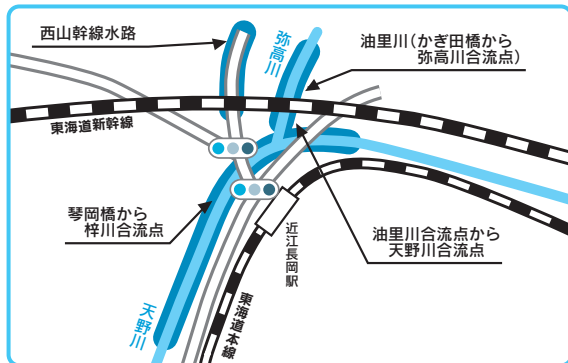 西山幹線水路
弥高川
油里川（かぎ田橋から
弥高川合流点）
東海道新幹線
琴岡橋から
梓川合流点
近江長岡駅
油里川合流点から
天野川合流点
天野川
東海道本線